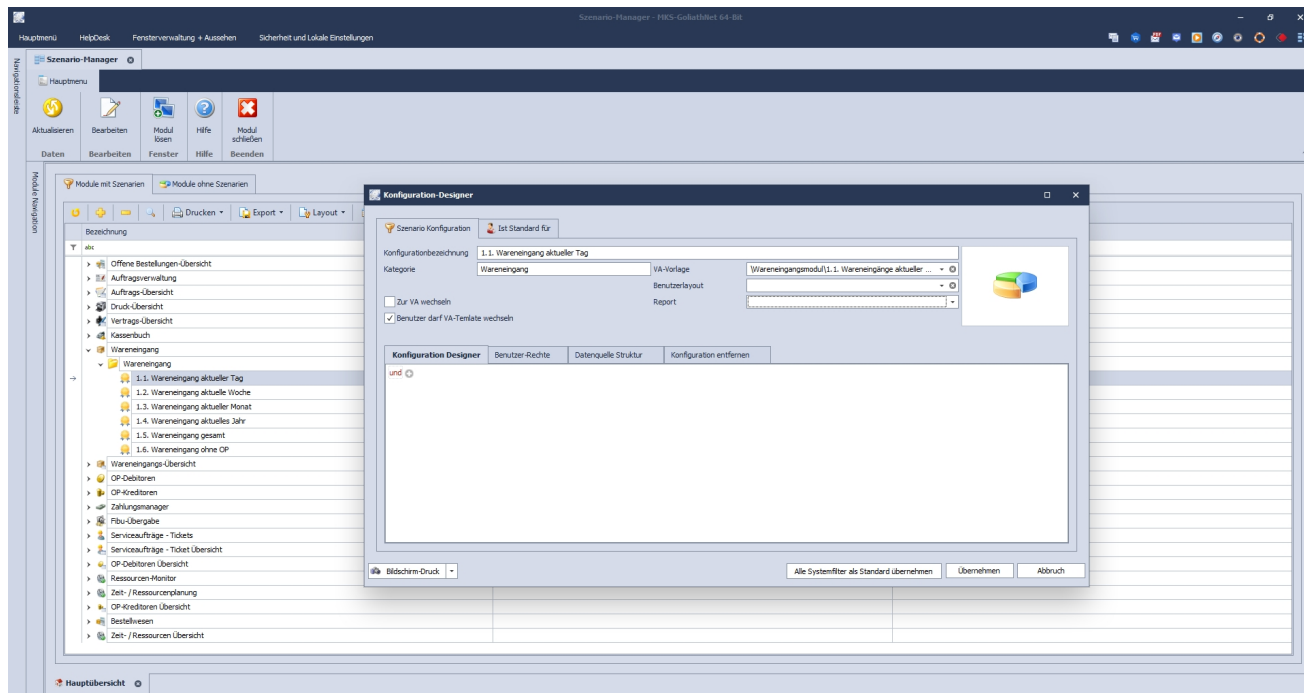 Szenario-Manager - MKS-Goliath.Net 64-Bit
Hauptmenü HelpDesk Fensterverwaltung + Aussehen Sicherheit und Lokale Einstellungen
Navigationsleiste
Szenario-Manager
Hauptmenu
Aktualisieren Bearbeiten Modul lösen Hilfe Modul schließen
Daten Bearbeiten Fenster Hilfe Beenden
Module Navigation
Module mit Szenarien Module ohne Szenarien
Drucken Export Layout
Bezeichnung
abc
Offene Bestellungen-Übersicht
Auftragsverwaltung
Auftrags-Übersicht
Druck-Übersicht
Vertrags-Übersicht
Kassenbuch
Wareneingang
Wareneingang
1.1. Wareneingang aktueller Tag
1.2. Wareneingang aktuelle Woche
1.3. Wareneingang aktueller Monat
1.4. Wareneingang aktuelles Jahr
1.5. Wareneingang gesamt
1.6. Wareneingang ohne OP
Wareneingangs-Übersicht
OP-Debitoren
OP-Kreditoren
Zahlungsmanager
Fibu-Übergabe
Serviceaufträge - Tickets
Serviceaufträge - Ticket Übersicht
OP-Debitoren Übersicht
Ressourcen-Monitor
Zeit- / Ressourcenplanung
OP-Kreditoren Übersicht
Bestellwesen
Zeit- / Ressourcen Übersicht
Konfiguration-Designer
Szenario Konfiguration Ist Standard für
Konfigurationbezeichnung 1.1. Wareneingang aktueller Tag
Kategorie Wareneingang VA-Vorlage \Wareneingangsmodul\1.1. Wareneingänge aktueller ...
Benutzerlayout
Zur VA wechseln Report
Benutzer darf VA-Temlate wechseln
Konfiguration Designer Benutzer-Rechte Datenquelle Struktur Konfiguration entfernen
und
Bildschirm-Druck Alle Systemfilter als Standard übernehmen Übernehmen Abbruch
Hauptübersicht